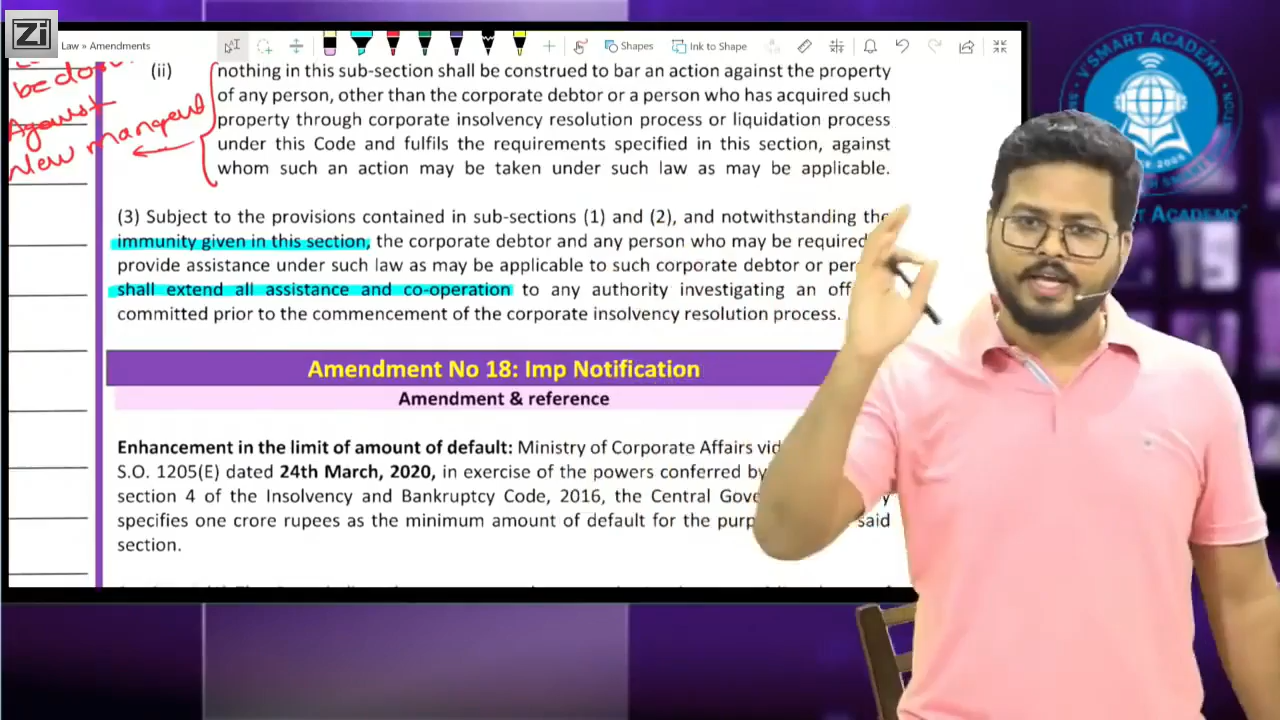 Zi
Law » Amendments
Shapes
Ink to Shape
be done
Against
New
(ii) nothing in this sub-section shall be construed to bar an action against the property
of any person, other than the corporate debtor or a person who has acquired such
property through corporate insolvency resolution process or liquidation process
under this Code and fulfils the requirements specified in this section, against
whom such an action may be taken under such law as may be applicable.
(3) Subject to the provisions contained in sub-sections (1) and (2), and notwithstanding the
immunity given in this section, the corporate debtor and any person who may be required
provide assistance under such law as may be applicable to such corporate debtor or per
shall extend all assistance and co-operation to any authority investigating an off
committed prior to the commencement of the corporate insolvency resolution process.
Amendment No 18: Imp Notification
Amendment & reference
Enhancement in the limit of amount of default: Ministry of Corporate Affairs vid
S.O. 1205(E) dated 24th March, 2020, in exercise of the powers conferred by
section 4 of the Insolvency and Bankruptcy Code, 2016, the Central Gove y
specifies one crore rupees as the minimum amount of default for the purp said
section.
V'SMART ACADEMY